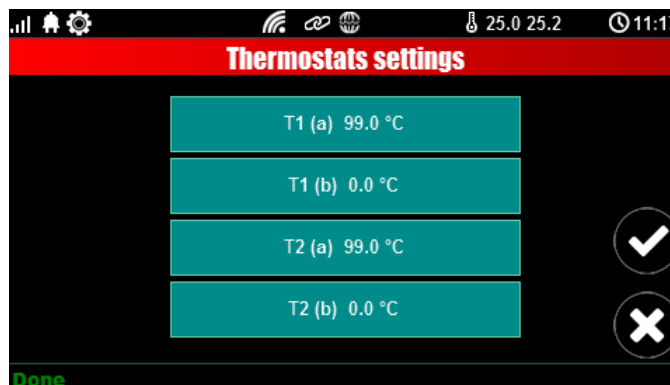 25.0 25.2 11:1
Thermostats settings
T1 (a) 99.0 °C
T1 (b) 0.0 °C
T2 (a) 99.0 °C
T2 (b) 0.0 °C
Done